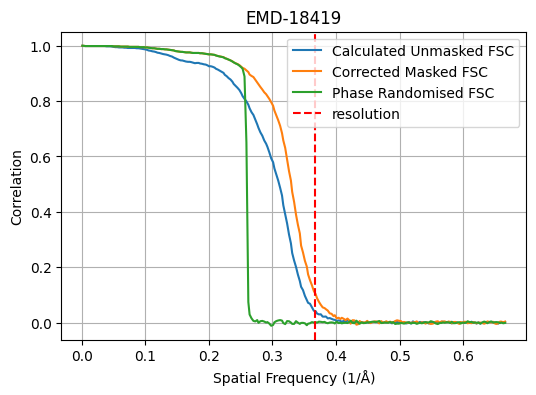 EMD-18419
Calculated Unmasked FSC
Corrected Masked FSC
Phase Randomised FSC
resolution
Correlation
1.0
0.8
0.6
0.4
0.2
0.0
0.0 0.1 0.2 0.3 0.4 0.5 0.6
Spatial Frequency (1/Å)